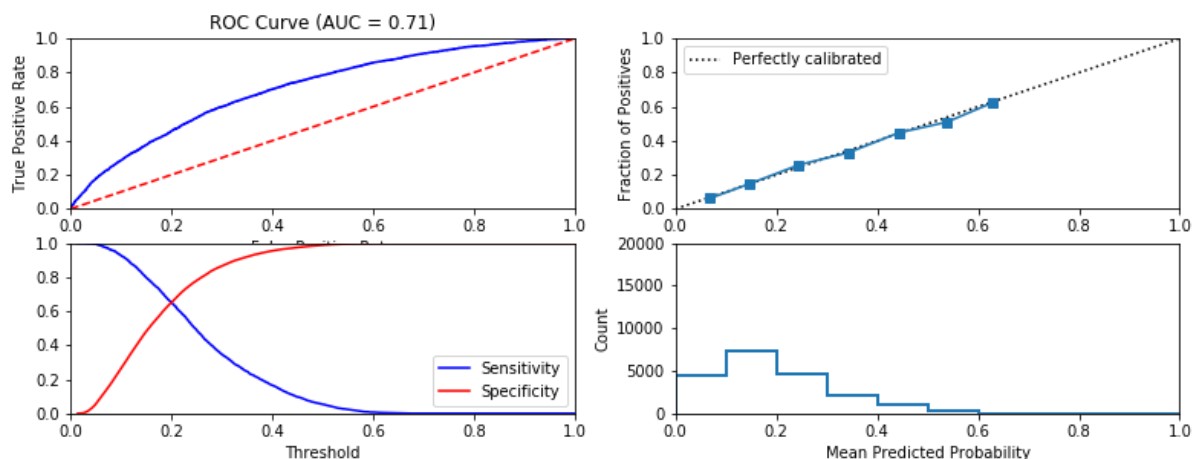 ROC Curve (AUC = 0.71)
True Positive Rate
1.0
0.8
0.6
0.4
0.2
0.0
0.0 0.2 0.4 0.6 0.8 1.0
Fraction of Positives
1.0
0.8
0.6
0.4
0.2
0.0
Perfectly calibrated
0.0 0.2 0.4 0.6 0.8 1.0
1.0
0.8
0.6
0.4
0.2
0.0
Sensitivity
Specificity
0.0 0.2 0.4 0.6 0.8 1.0
Threshold
Count
20000
15000
10000
5000
0
0.0 0.2 0.4 0.6 0.8 1.0
Mean Predicted Probability